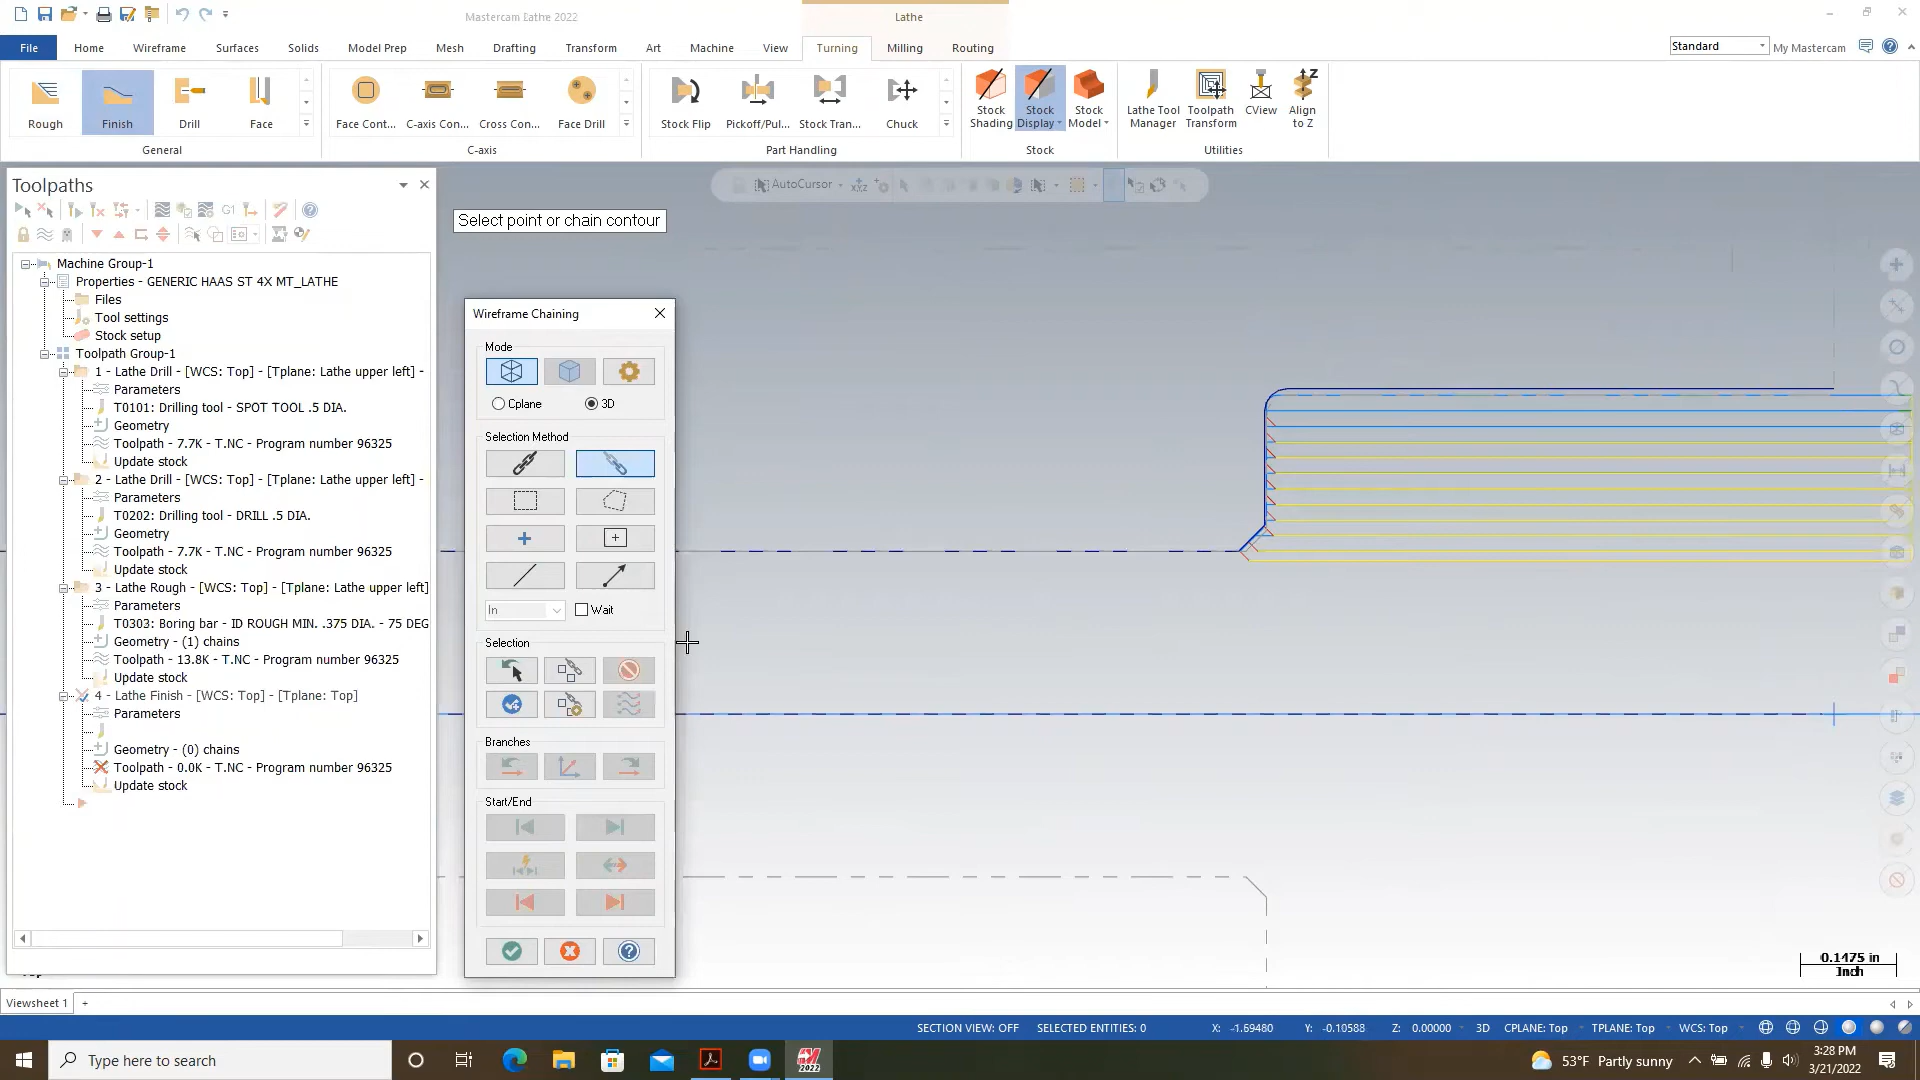 Mastercam Lathe 2022
Lathe
File Home Wireframe Surfaces Solids Model Prep Mesh Drafting Transform Art Machine View Turning Milling Routing
Standard My Mastercam
Rough Finish Drill Face
General
Face Cont... C-axis Con... Cross Con... Face Drill
C-axis
Stock Flip Pickoff/Pul... Stock Tran... Chuck
Part Handling
Stock Shading Stock Display Stock Model
Stock
Lathe Tool Manager Toolpath Transform CView Align to Z
Utilities
Toolpaths
G1
AutoCursor
XYZ
Select point or chain contour
Machine Group-1
Properties - GENERIC HAAS ST 4X MT_LATHE
Files
Tool settings
Stock setup
Toolpath Group-1
1 - Lathe Drill - [WCS: Top] - [Tplane: Lathe upper left] -
Parameters
T0101: Drilling tool - SPOT TOOL .5 DIA.
Geometry
Toolpath - 7.7K - T.NC - Program number 96325
Update stock
2 - Lathe Drill - [WCS: Top] - [Tplane: Lathe upper left] -
Parameters
T0202: Drilling tool - DRILL .5 DIA.
Geometry
Toolpath - 7.7K - T.NC - Program number 96325
Update stock
3 - Lathe Rough - [WCS: Top] - [Tplane: Lathe upper left]
Parameters
T0303: Boring bar - ID ROUGH MIN. .375 DIA. - 75 DEG
Geometry - (1) chains
Toolpath - 13.8K - T.NC - Program number 96325
Update stock
4 - Lathe Finish - [WCS: Top] - [Tplane: Top]
Parameters
Geometry - (0) chains
Toolpath - 0.0K - T.NC - Program number 96325
Update stock
Wireframe Chaining
Mode
Cplane 3D
Selection Method
In Wait
Selection
Branches
Start/End
0.1475 in
Inch
Viewsheet 1 +
SECTION VIEW: OFF SELECTED ENTITIES: 0 X: -1.69480 Y: -0.10588 Z: 0.00000 3D CPLANE: Top TPLANE: Top WCS: Top
Type here to search
2022
53°F Partly sunny
3:28 PM
3/21/2022